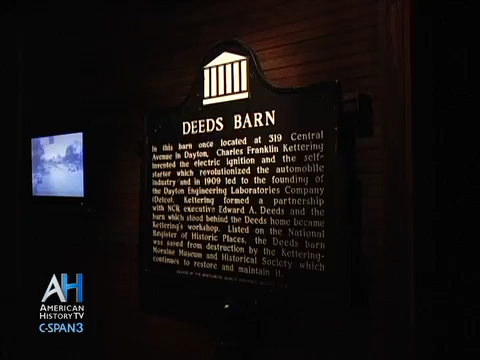 DEEDS BARN
In this barn once located at 319 Central
Avenue in Dayton, Charles Franklin Kettering
invented the electric ignition and the self-
starter which revolutionized the automobile
industry and in 1909 led to the founding of
the Dayton Engineering Laboratories Company
(Delco). Kettering formed a partnership
with NCR executive Edward A. Deeds and the
barn which stood behind the Deeds home became
Kettering's workshop. Listed on the National
Register of Historic Places, the Deeds barn
was saved from destruction by the Kettering-
Moraine Museum and Historical Society which
continues to restore and maintain it.
AH
AMERICAN
HISTORY TV
C-SPAN 3